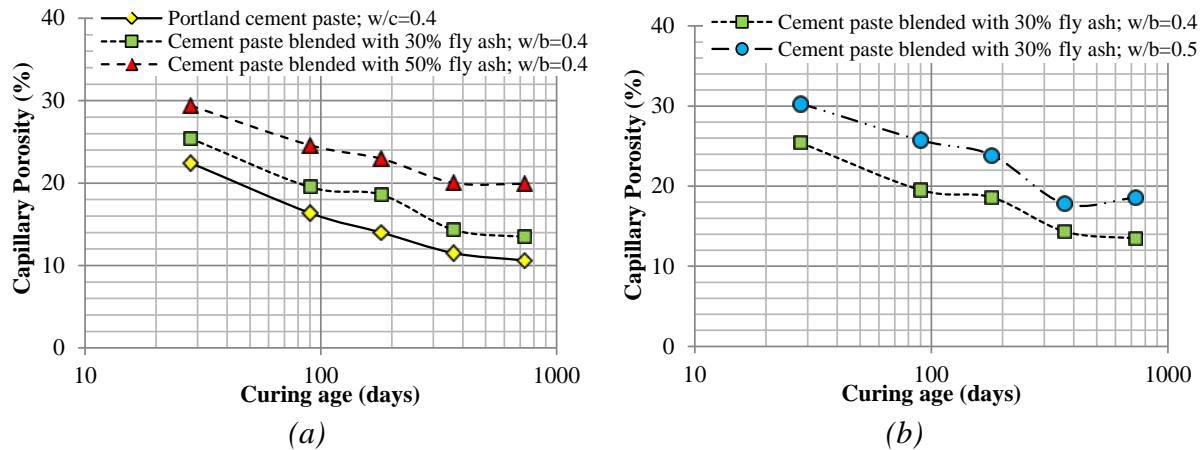 Portland cement paste; w/c=0.4
Cement paste blended with 30% fly ash; w/b=0.4
Cement paste blended with 50% fly ash; w/b=0.4
Capillary Porosity (%)
30
20
10
0
10
100
1000
Curing age (days)
(a)
Cement paste blended with 30% fly ash; w/b=0.4
Cement paste blended with 30% fly ash; w/b=0.5
Capillary Porosity (%)
30
20
10
0
10
100
1000
Curing age (days)
(b)